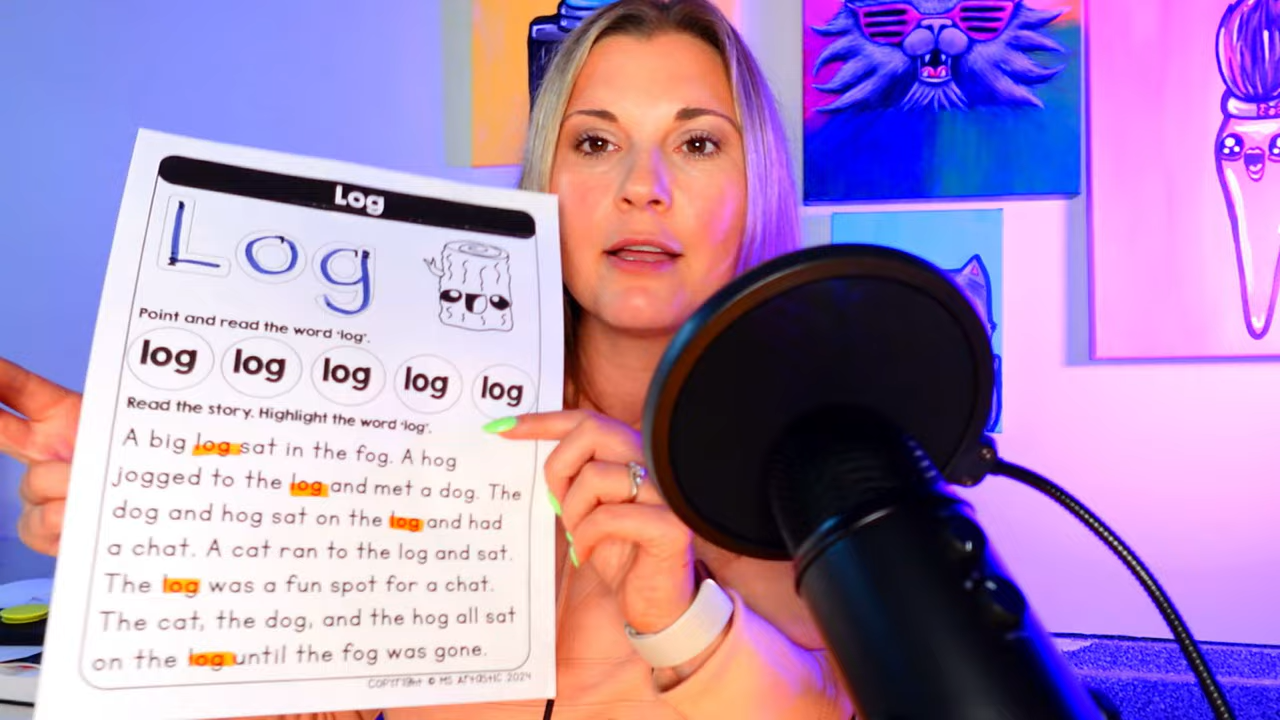 Log
Log
Point and read the word 'log'.
log log log log log
Read the story. Highlight the word 'log'.
A big log sat in the fog. A hog
jogged to the log and met a dog. The
dog and hog sat on the log and had
a chat. A cat ran to the log and sat.
The log was a fun spot for a chat.
The cat, the dog, and the hog all sat
on the log until the fog was gone.
Copyright © Ms Artastic 2024